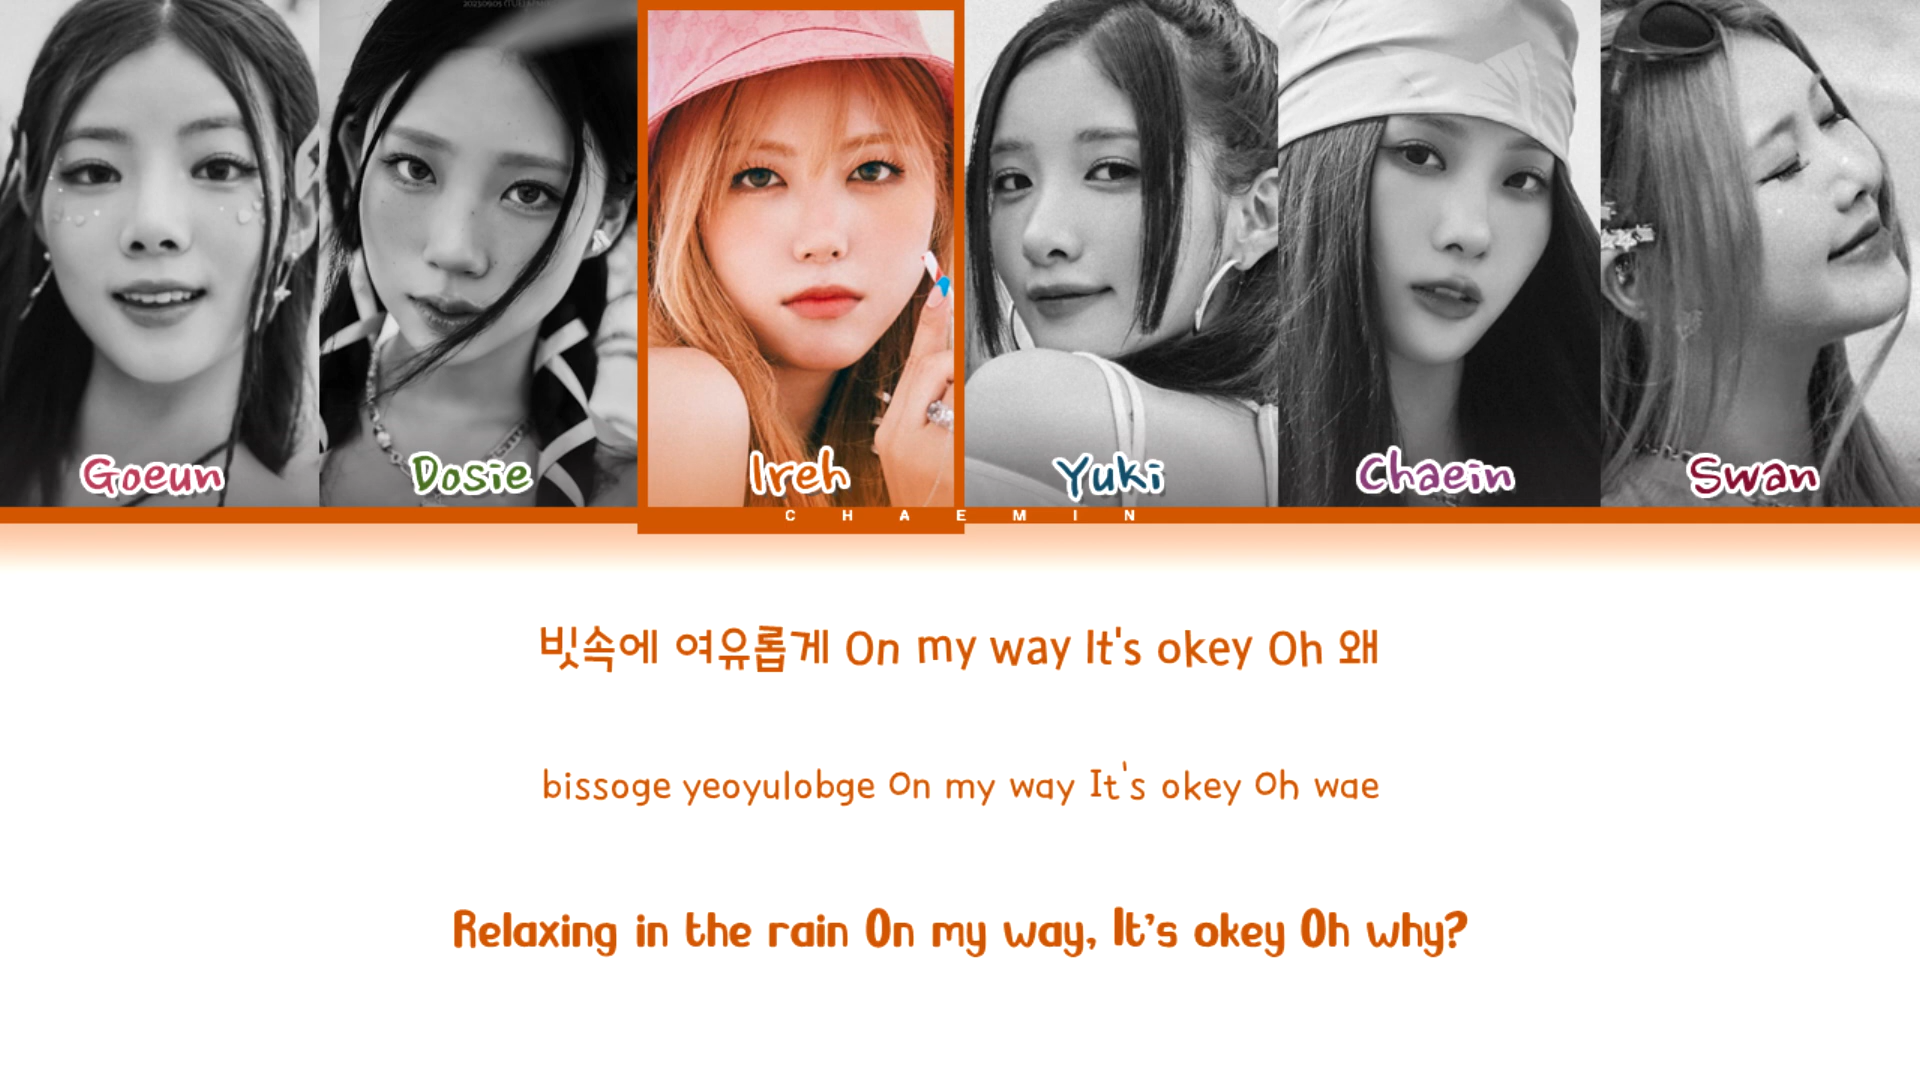 Goeun
Dosie
Ireh
Yuki
Chaein
Swan
CHAEMIN
빗속에 여유롭게 On my way It's okey Oh 왜
bissoge yeoyulobge On my way It's okey Oh wae
Relaxing in the rain On my way, It's okey Oh why?